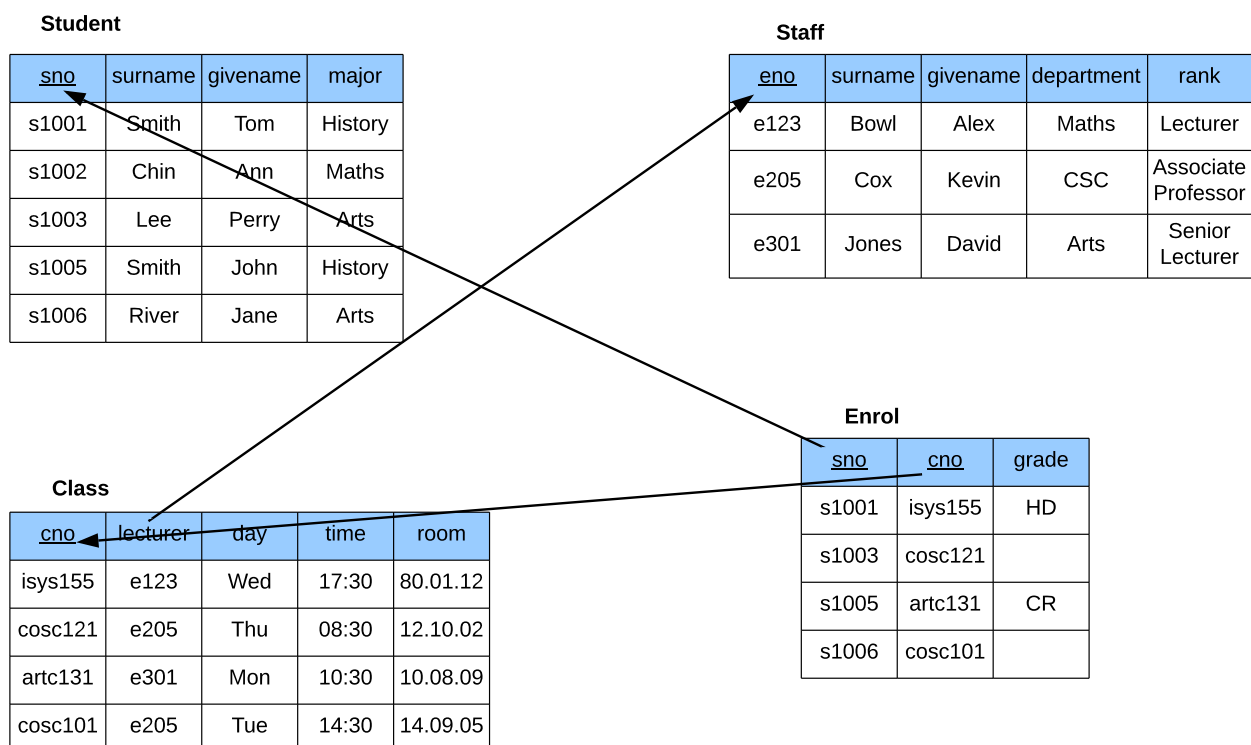 Student
sno surname givename major
s1001 Smith Tom History
s1002 Chin Ann Maths
s1003 Lee Perry Arts
s1005 Smith John History
s1006 River Jane Arts
Staff
eno surname givename department rank
e123 Bowl Alex Maths Lecturer
e205 Cox Kevin CSC Associate
Professor
e301 Jones David Arts Senior
Lecturer
Class
cno lecturer day time room
isys155 e123 Wed 17:30 80.01.12
cosc121 e205 Thu 08:30 12.10.02
artc131 e301 Mon 10:30 10.08.09
cosc101 e205 Tue 14:30 14.09.05
Enrol
sno cno grade
s1001 isys155 HD
s1003 cosc121
s1005 artc131 CR
s1006 cosc101